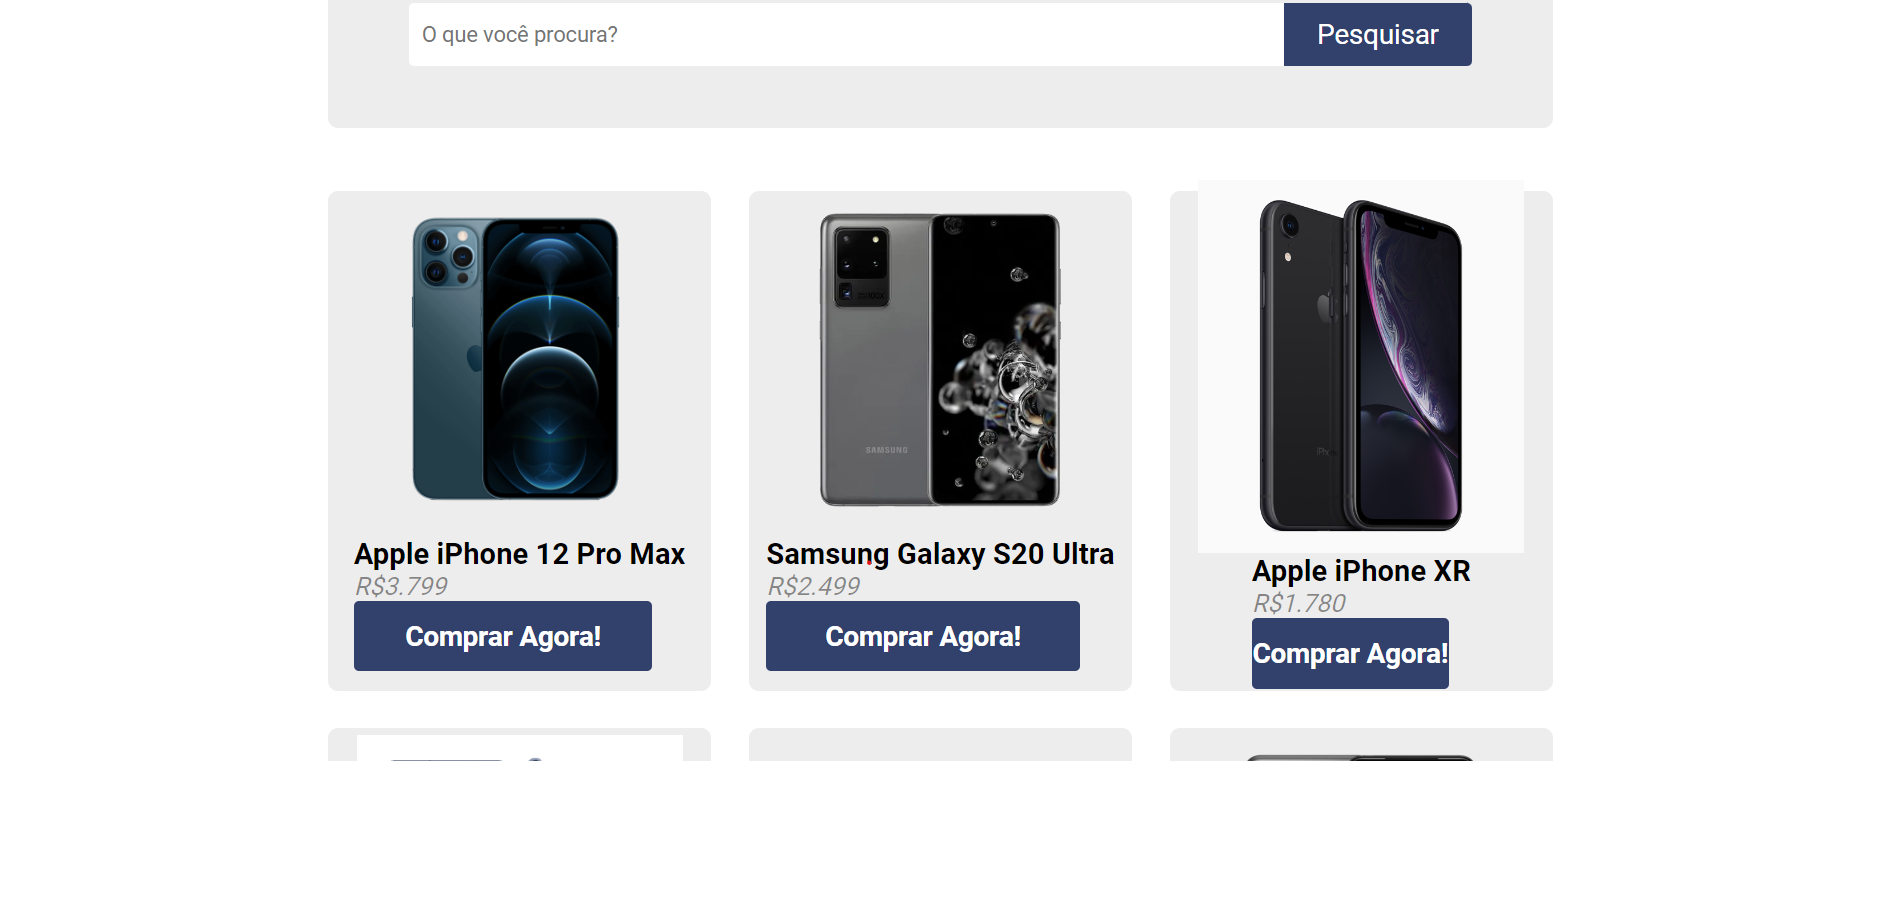 O que você procura?
Pesquisar
SAMSUNG
Apple iPhone 12 Pro Max
R$3.799
Comprar Agora!
Samsung Galaxy S20 Ultra
R$2.499
Comprar Agora!
Apple iPhone XR
R$1.780
Comprar Agora!